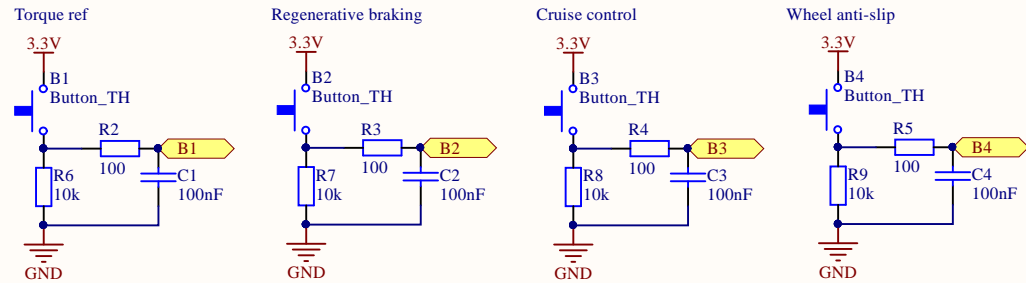 Torque ref
3.3V
B1
Button_TH
R2
100
B1
R6
10k
C1
100nF
GND
Regenerative braking
3.3V
B2
Button_TH
R3
100
B2
R7
10k
C2
100nF
GND
Cruise control
3.3V
B3
Button_TH
R4
100
B3
R8
10k
C3
100nF
GND
Wheel anti-slip
3.3V
B4
Button_TH
R5
100
B4
R9
10k
C4
100nF
GND